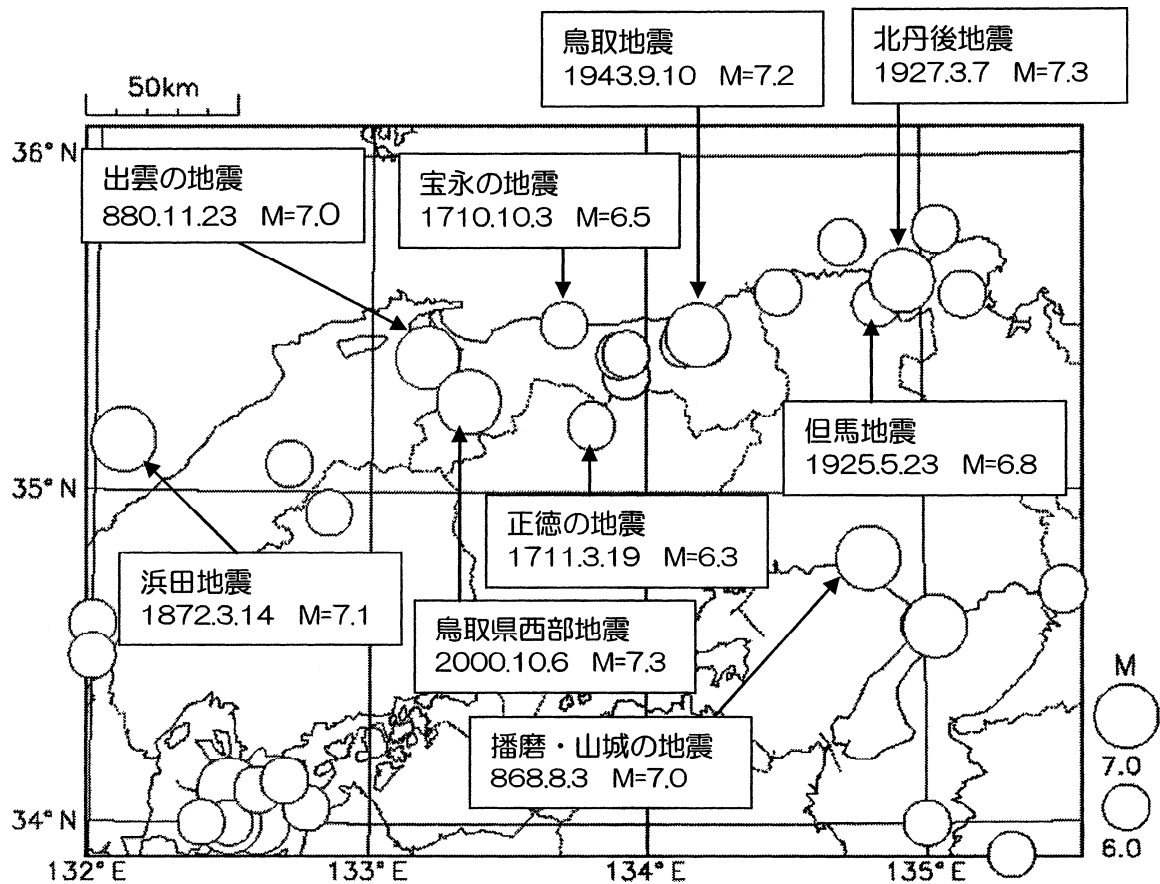 鳥取地震
1943.9.10 M=7.2
北丹後地震
1927.3.7 M=7.3
50km
36°N
出雲の地震
880.11.23 M=7.0
宝永の地震
1710.10.3 M=6.5
但馬地震
1925.5.23 M=6.8
35°N
正徳の地震
1711.3.19 M=6.3
浜田地震
1872.3.14 M=7.1
鳥取県西部地震
2000.10.6 M=7.3
播磨・山城の地震
868.8.3 M=7.0
M
7.0
6.0
34°N
132°E
133°E
134°E
135°E